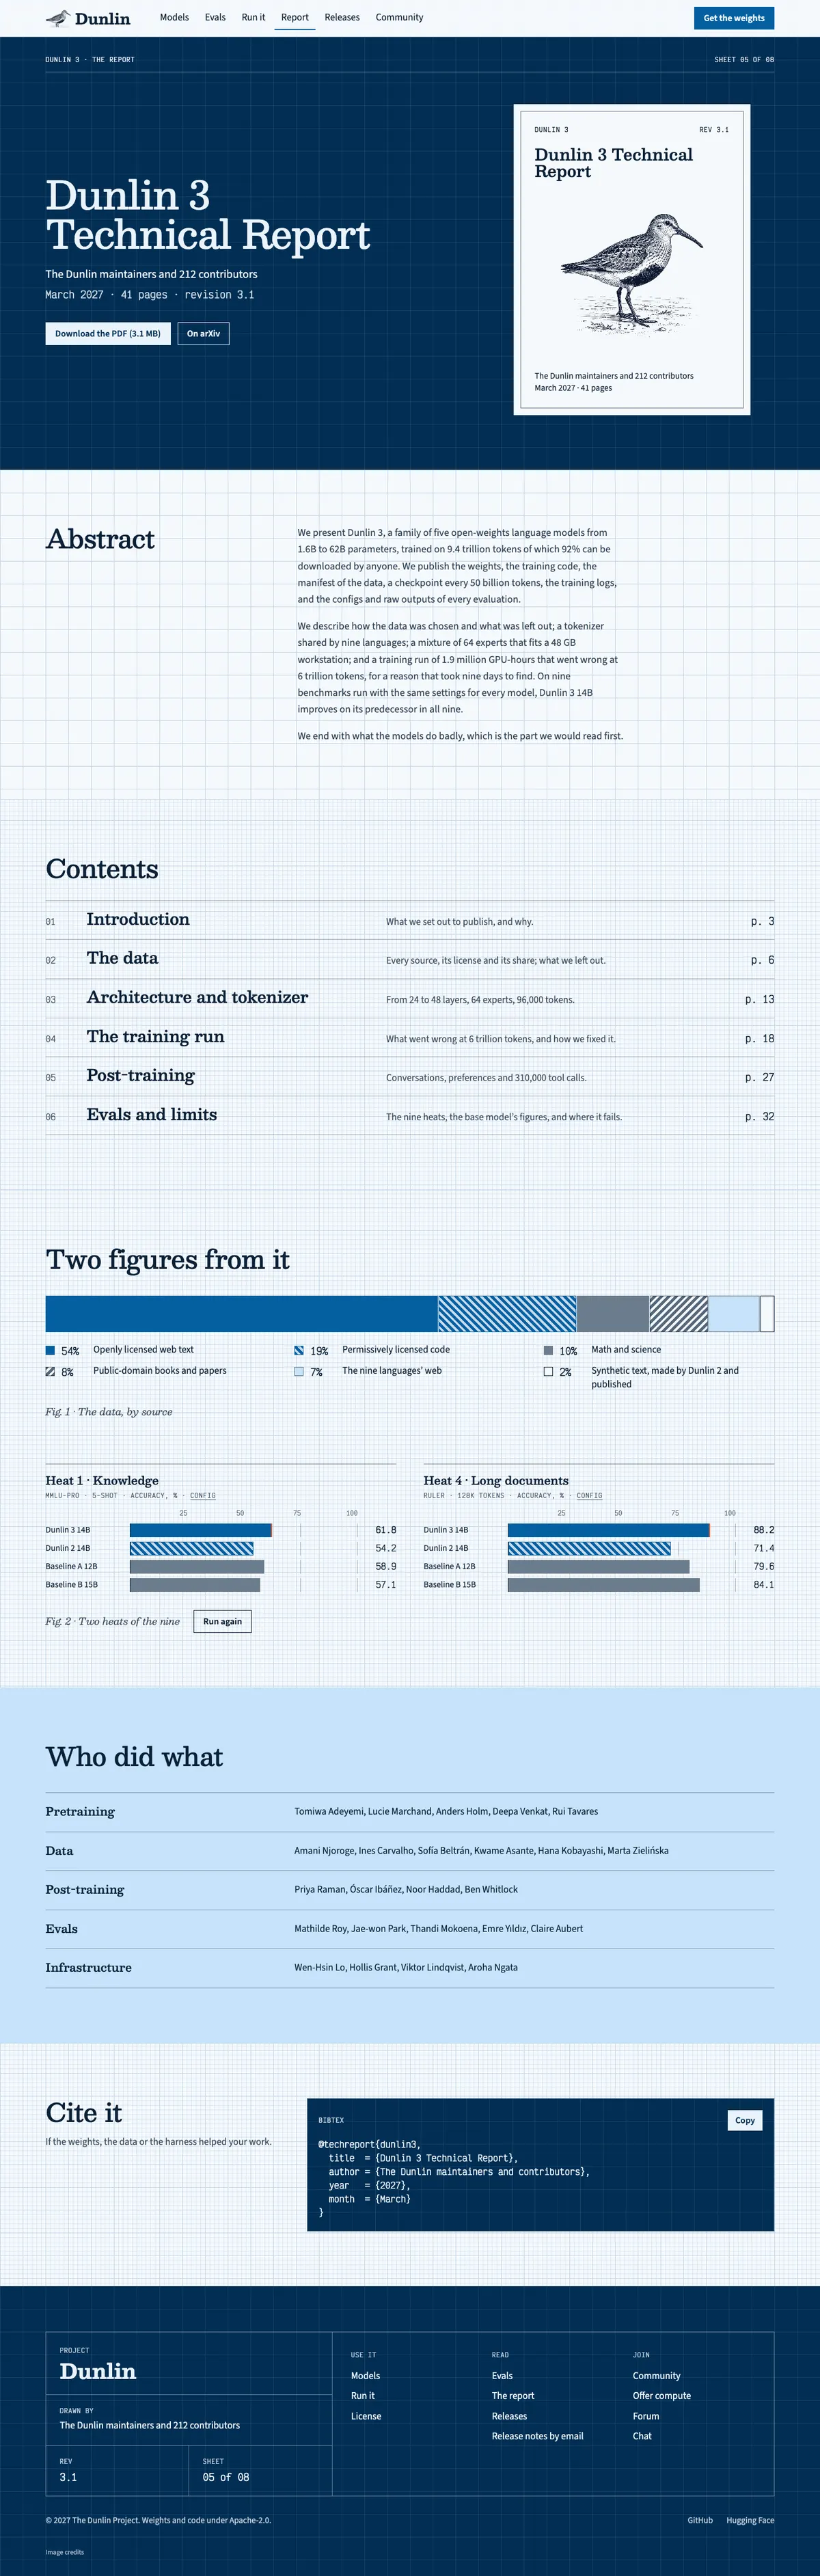 Dunlin
Models Evals Run it Report Releases Community
Get the weights
DUNLIN 3 · THE REPORT
SHEET 05 OF 08
Dunlin 3
Technical Report
The Dunlin maintainers and 212 contributors
March 2027 · 41 pages · revision 3.1
Download the PDF (3.1 MB)
On arXiv
DUNLIN 3
REV 3.1
Dunlin 3 Technical
Report
The Dunlin maintainers and 212 contributors
March 2027 · 41 pages
Abstract
We present Dunlin 3, a family of five open-weights language models from
1.6B to 62B parameters, trained on 9.4 trillion tokens of which 92% can be
downloaded by anyone. We publish the weights, the training code, the
manifest of the data, a checkpoint every 50 billion tokens, the training logs,
and the configs and raw outputs of every evaluation.
We describe how the data was chosen and what was left out; a tokenizer
shared by nine languages; a mixture of 64 experts that fits a 48 GB
workstation; and a training run of 1.9 million GPU-hours that went wrong at
6 trillion tokens, for a reason that took nine days to find. On nine
benchmarks run with the same settings for every model, Dunlin 3 14B
improves on its predecessor in all nine.
We end with what the models do badly, which is the part we would read first.
Contents
01 Introduction What we set out to publish, and why. p. 3
02 The data Every source, its license and its share; what we left out. p. 6
03 Architecture and tokenizer From 24 to 48 layers, 64 experts, 96,000 tokens. p. 13
04 The training run What went wrong at 6 trillion tokens, and how we fixed it. p. 18
05 Post-training Conversations, preferences and 310,000 tool calls. p. 27
06 Evals and limits The nine heats, the base model's figures, and where it fails. p. 32
Two figures from it
54% Openly licensed web text
19% Permissively licensed code
10% Math and science
8% Public-domain books and papers
7% The nine languages' web
2% Synthetic text, made by Dunlin 2 and
published
Fig. 1 · The data, by source
Heat 1 · Knowledge
MMLU-PRO · 5-SHOT · ACCURACY, % · CONFIG
25 50 75 100
Dunlin 3 14B 61.8
Dunlin 2 14B 54.2
Baseline A 12B 58.9
Baseline B 15B 57.1
Heat 4 · Long documents
RULER · 128K TOKENS · ACCURACY, % · CONFIG
25 50 75 100
Dunlin 3 14B 88.2
Dunlin 2 14B 71.4
Baseline A 12B 79.6
Baseline B 15B 84.1
Fig. 2 · Two heats of the nine
Run again
Who did what
Pretraining Tomiwa Adeyemi, Lucie Marchand, Anders Holm, Deepa Venkat, Rui Tavares
Data Amani Njoroge, Ines Carvalho, Sofía Beltrán, Kwame Asante, Hana Kobayashi, Marta Zielińska
Post-training Priya Raman, Óscar Ibáñez, Noor Haddad, Ben Whitlock
Evals Mathilde Roy, Jae-won Park, Thandi Mokoena, Emre Yıldız, Claire Aubert
Infrastructure Wen-Hsin Lo, Hollis Grant, Viktor Lindqvist, Aroha Ngata
Cite it
If the weights, the data or the harness helped your work.
BIBTEX
Copy
@techreport{dunlin3,
title = {Dunlin 3 Technical Report},
author = {The Dunlin maintainers and contributors},
year = {2027},
month = {March}
}
PROJECT
Dunlin
DRAWN BY
The Dunlin maintainers and 212 contributors
REV
3.1
SHEET
05 of 08
USE IT
Models
Run it
License
READ
Evals
The report
Releases
Release notes by email
JOIN
Community
Offer compute
Forum
Chat
© 2027 The Dunlin Project. Weights and code under Apache-2.0.
GitHub Hugging Face
Image credits